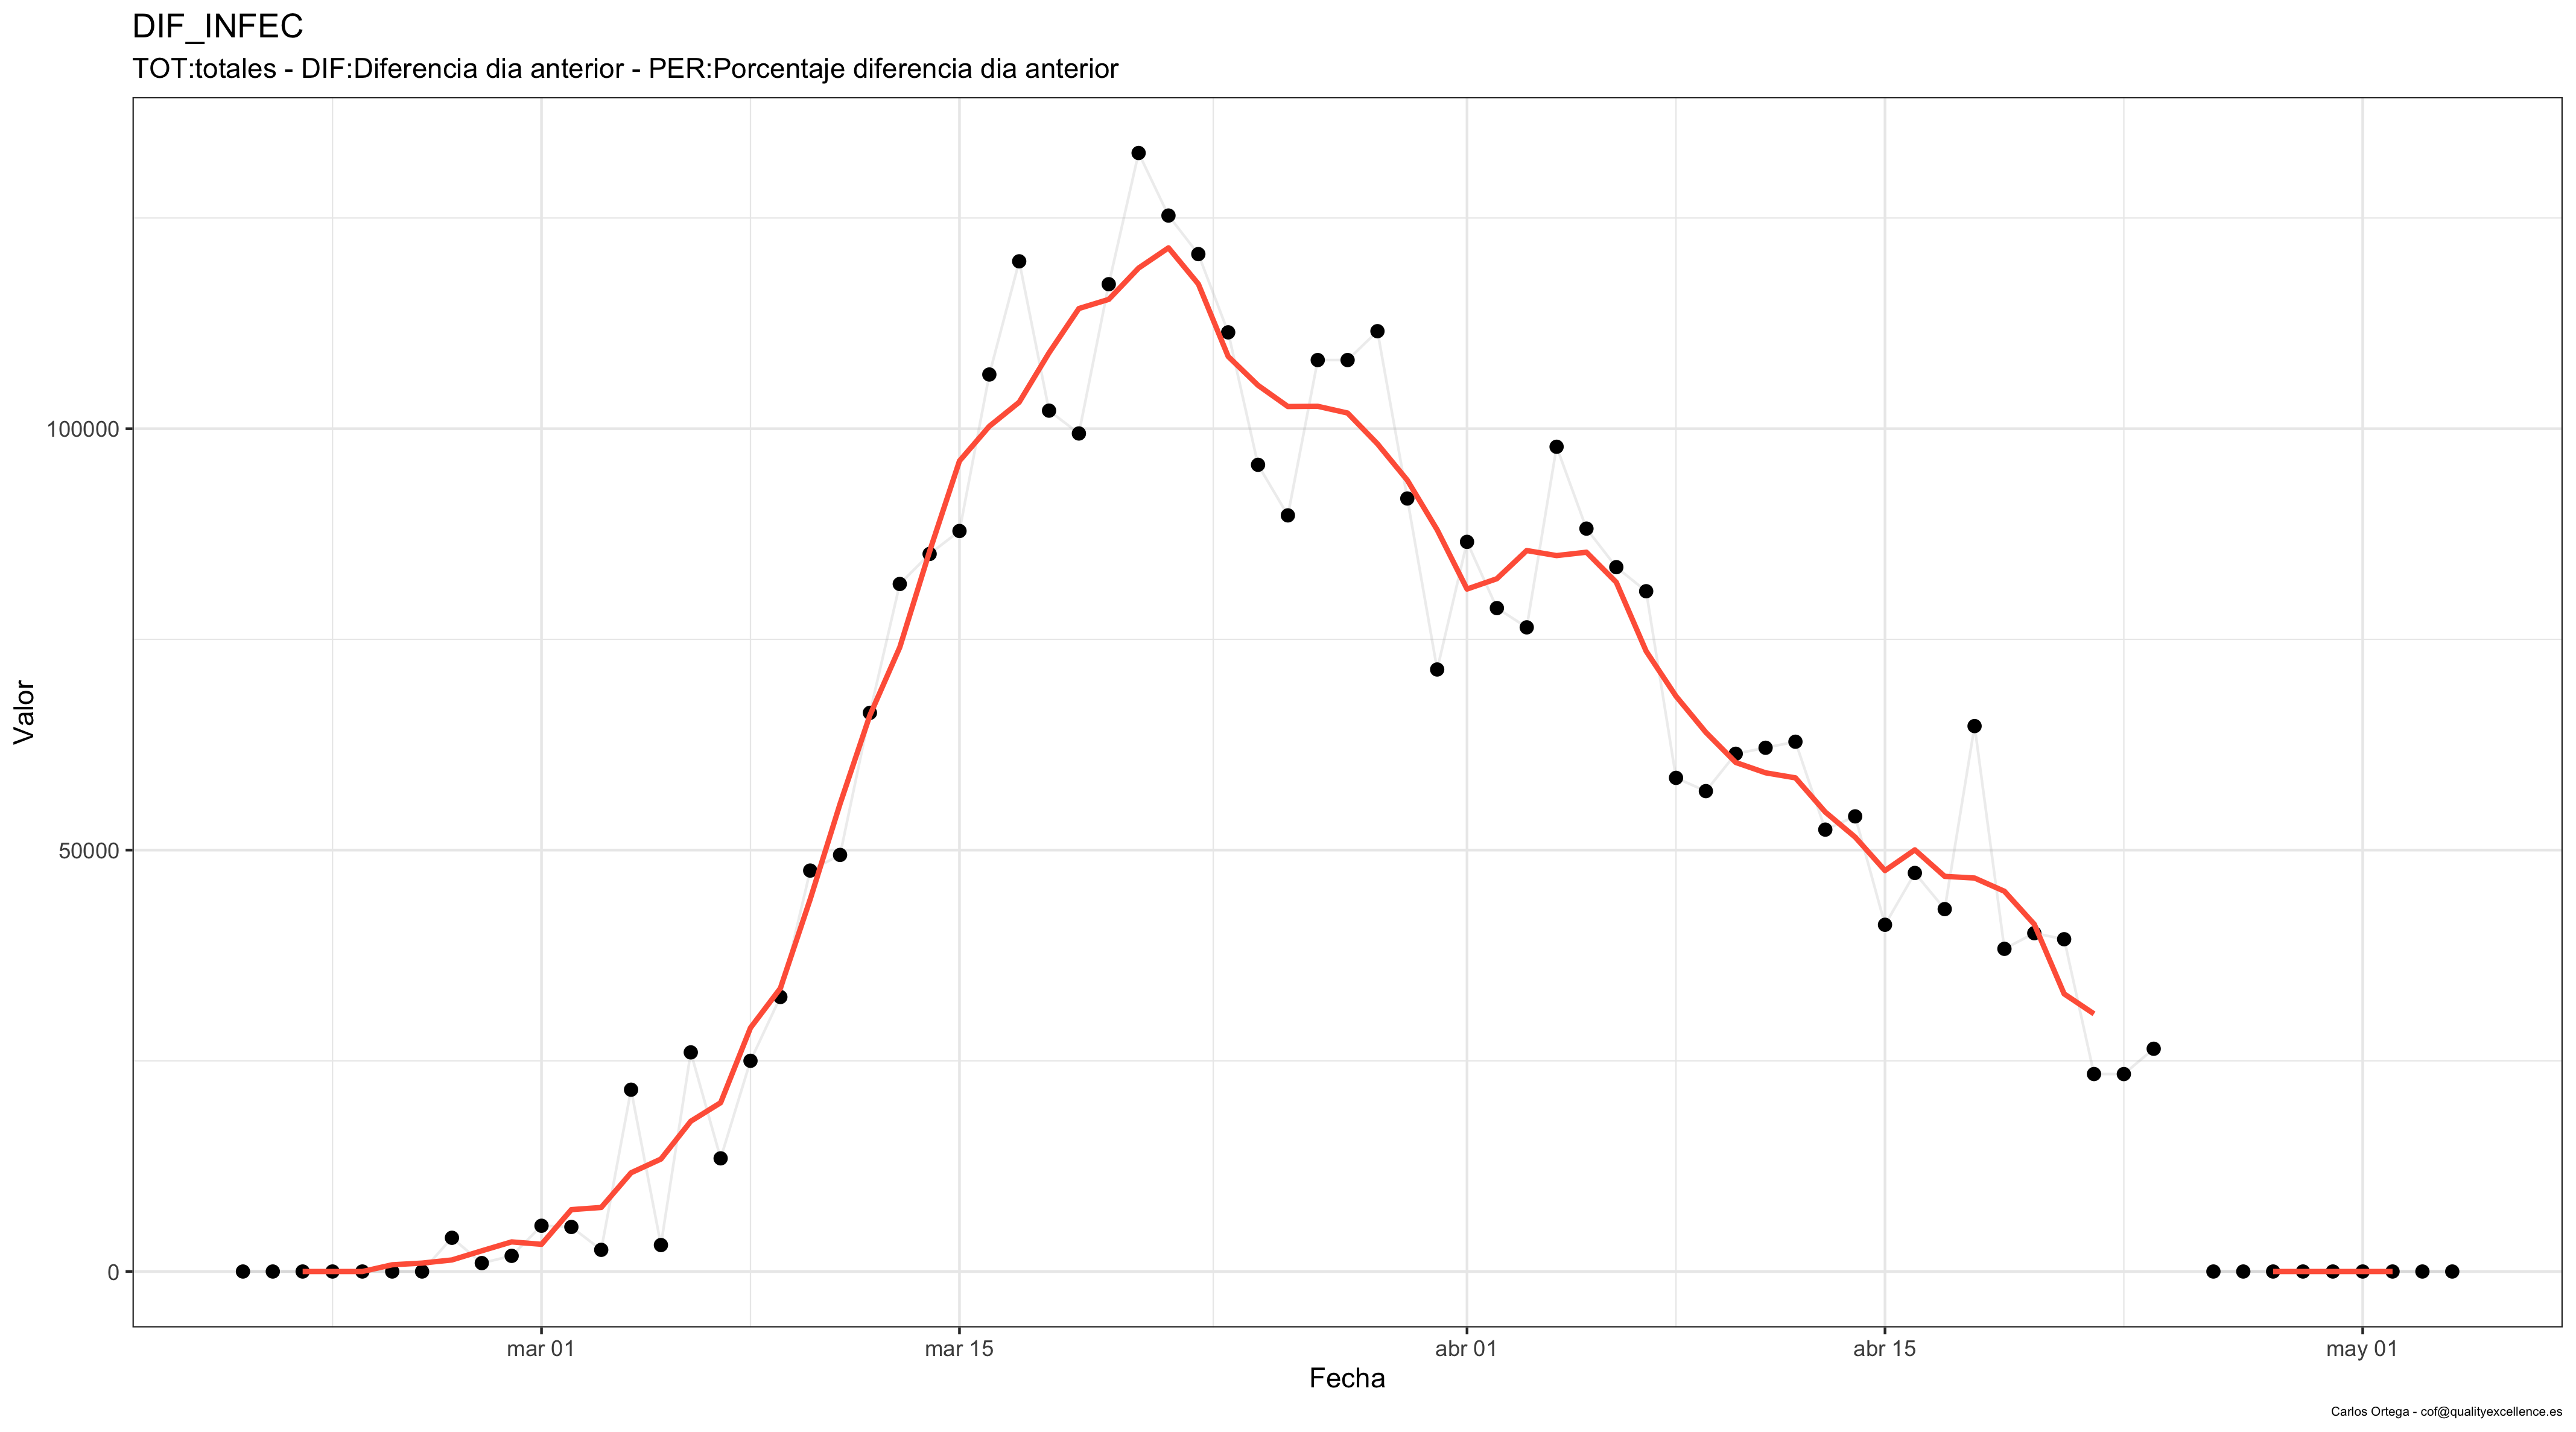 DIF_INFEC
TOT:totales - DIF:Diferencia dia anterior - PER:Porcentaje diferencia dia anterior
Valor
100000
50000
0
mar 01
mar 15
abr 01
abr 15
may 01
Fecha
Carlos Ortega - cof@qualityexcellence.es